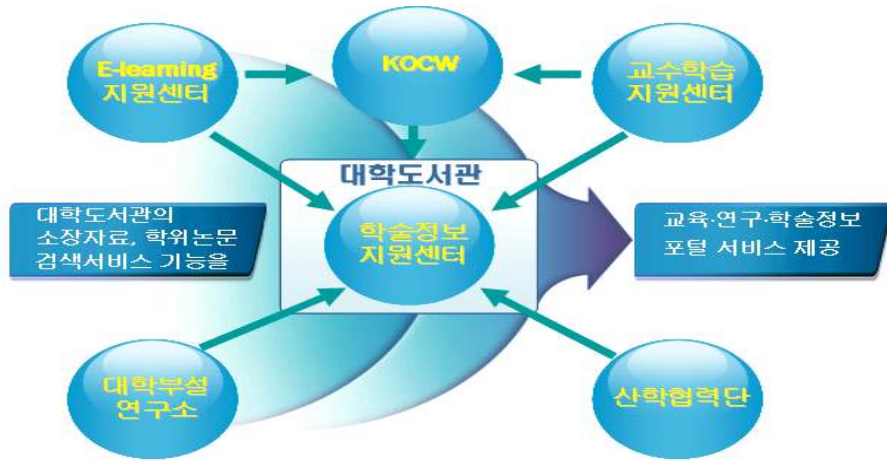 E-learning
지원센터
KOCW
교수학습
지원센터
대학도서관
학술정보
지원센터
대학도서관의
소장자료, 학위논문
검색서비스 기능을
교육·연구·학술정보
포털 서비스 제공
대학부설
연구소
산학협력단